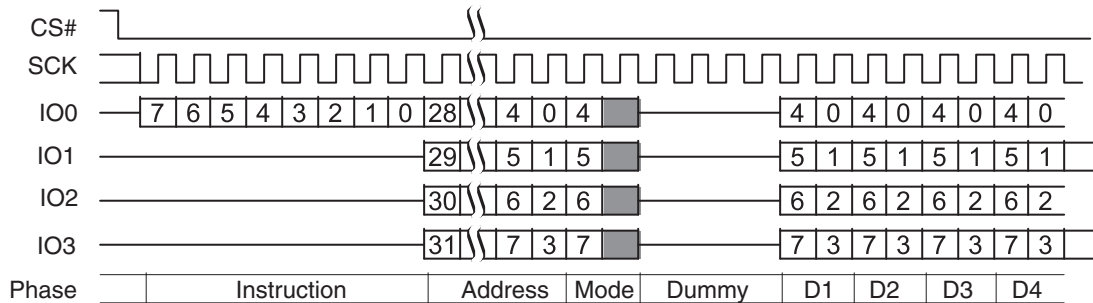 CS#
SCK
IO0 7 6 5 4 3 2 1 0 28 4 0 4 4 0 4 0 4 0 4 0
IO1 29 5 1 5 5 1 5 1 5 1 5 1
IO2 30 6 2 6 6 2 6 2 6 2 6 2
IO3 31 7 3 7 7 3 7 3 7 3 7 3
Phase Instruction Address Mode Dummy D1 D2 D3 D4